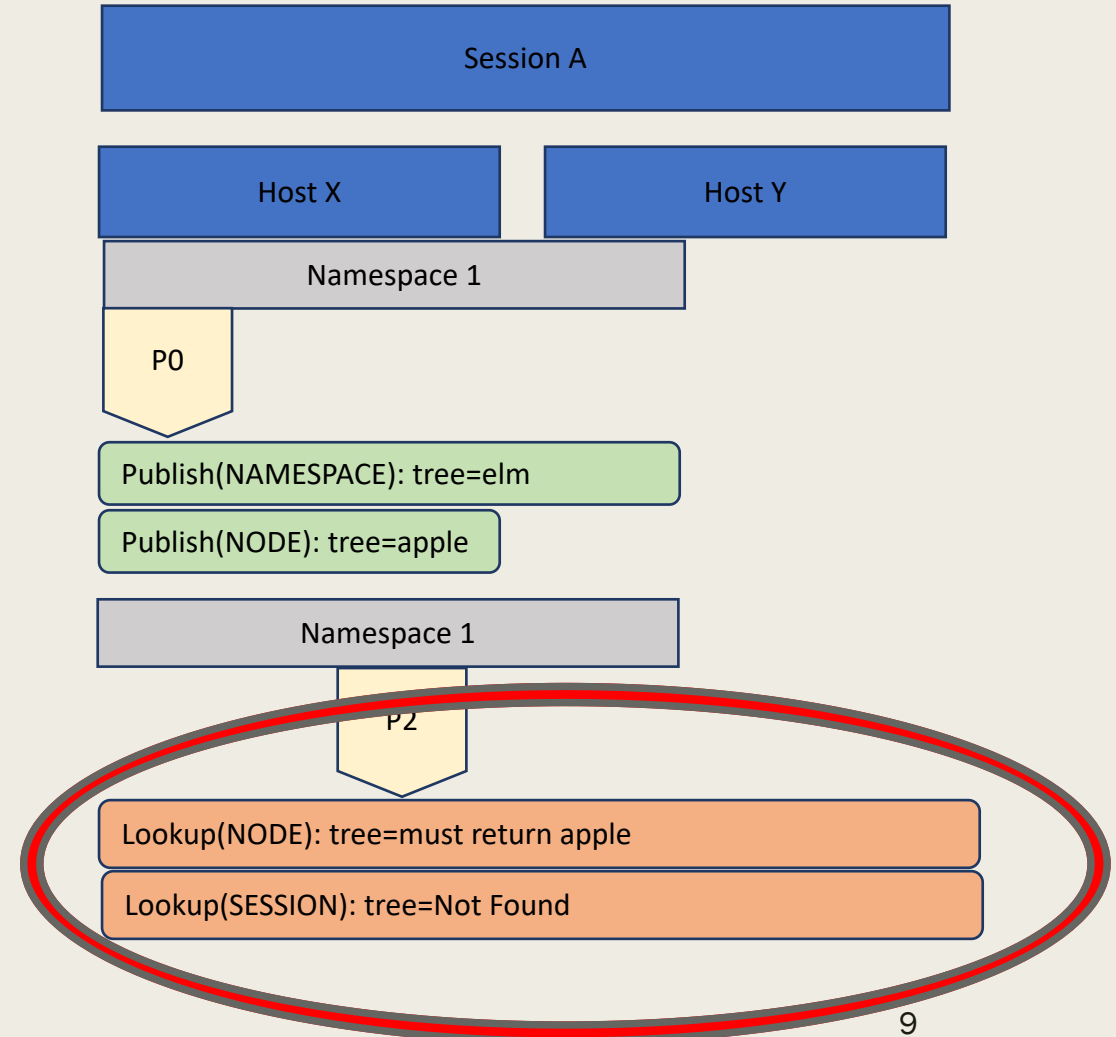 Session A
Host X
Host Y
Namespace 1
P0
Publish(NAMESPACE): tree=elm
Publish(NODE): tree=apple
Namespace 1
P2
Lookup(NODE): tree=must return apple
Lookup(SESSION): tree=Not Found
9